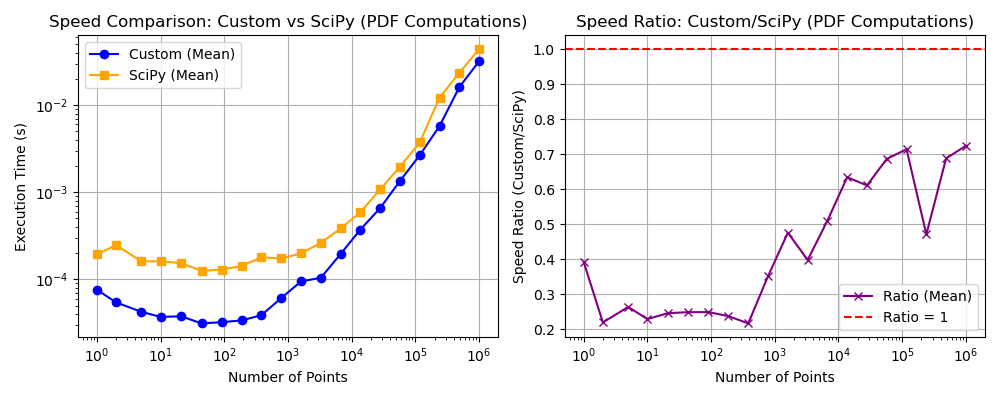 Speed Comparison: Custom vs SciPy (PDF Computations)
Custom (Mean)
SciPy (Mean)
Execution Time (s)
10⁻²
10⁻³
10⁻⁴
10⁰ 10¹ 10² 10³ 10⁴ 10⁵ 10⁶
Number of Points
Speed Ratio: Custom/SciPy (PDF Computations)
Speed Ratio (Custom/SciPy)
1.0
0.9
0.8
0.7
0.6
0.5
0.4
0.3
0.2
Ratio (Mean)
Ratio = 1
10⁰ 10¹ 10² 10³ 10⁴ 10⁵ 10⁶
Number of Points